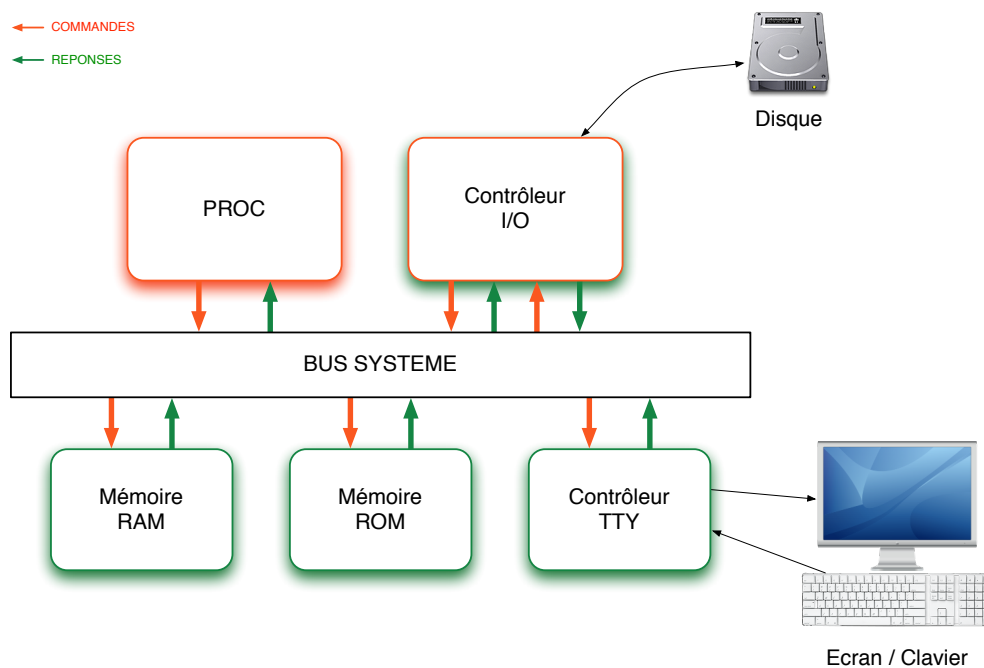 COMMANDES
REPONSES
Disque
PROC
Contrôleur
I/O
BUS SYSTEME
Mémoire
RAM
Mémoire
ROM
Contrôleur
TTY
Ecran / Clavier